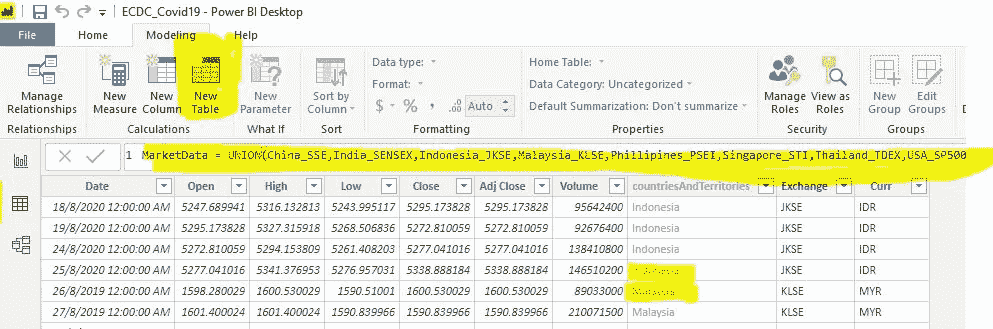 ECDC_Covid19 - Power BI Desktop
File Home Modeling Help
Manage Relationships New Measure New Column New Table New Parameter Sort by Column Data type: Format: $ % , .00 Auto Home Table: Data Category: Uncategorized Default Summarization: Don't summarize Manage Roles View as Roles New Group Edit Groups
Relationships Calculations What If Sort Formatting Properties Security Groups
1 MarketData = UNION(China_SSE,India_SENSEX,Indonesia_JKSE,Malaysia_KLSE,Phillipines_PSEI,Singapore_STI,Thailand_TDEX,USA_SP500
Date Open High Low Close Adj Close Volume countriesAndTerritories Exchange Curr
18/8/2020 12:00:00 AM 5247.689941 5316.132813 5243.995117 5295.173828 5295.173828 95642400 Indonesia JKSE IDR
19/8/2020 12:00:00 AM 5295.173828 5327.315918 5268.506836 5272.810059 5272.810059 92676400 Indonesia JKSE IDR
24/8/2020 12:00:00 AM 5272.810059 5294.153809 5261.408203 5277.041016 5277.041016 138410800 Indonesia JKSE IDR
25/8/2020 12:00:00 AM 5277.041016 5341.376953 5276.957031 5338.888184 5338.888184 146510200 JKSE IDR
26/8/2019 12:00:00 AM 1598.280029 1600.530029 1590.51001 1600.530029 1600.530029 89033000 KLSE MYR
27/8/2019 12:00:00 AM 1601.400024 1601.400024 1590.839966 1590.839966 1590.839966 210071500 Malaysia KLSE MYR